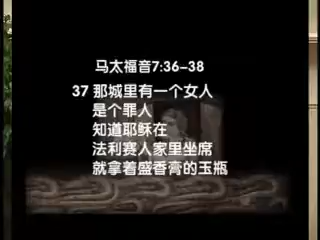 马太福音7:36-38
37 那城里有一个女人
是个罪人
知道耶稣在
法利赛人家里坐席
就拿着盛香膏的玉瓶